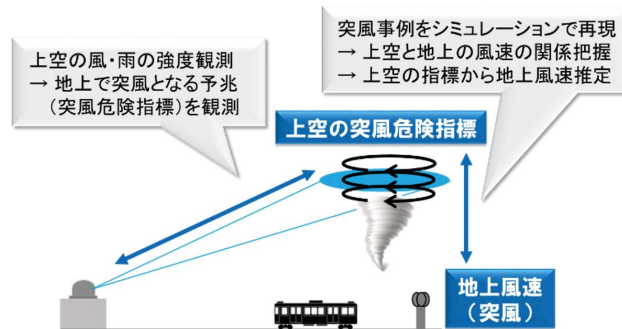 上空の風・雨の強度観測
→ 地上で突風となる予兆
（突風危険指標）を観測
突風事例をシミュレーションで再現
→ 上空と地上の風速の関係把握
→ 上空の指標から地上風速推定
上空の突風危険指標
地上風速
（突風）